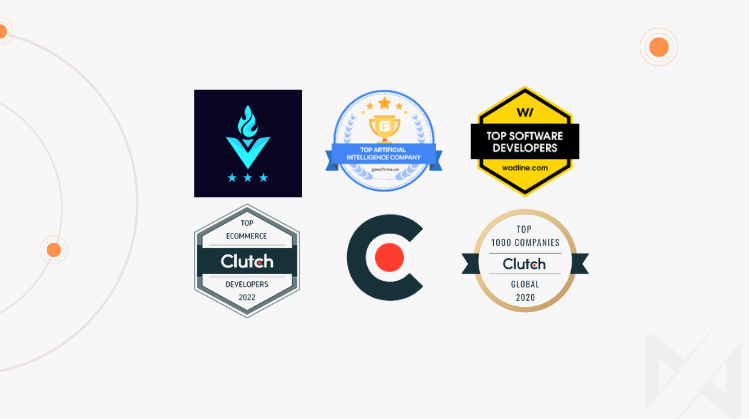 TOP ARTIFICIAL
INTELLIGENCE COMPANY
goodfirms.co
W/
TOP SOFTWARE
DEVELOPERS
wadline.com
TOP
ECOMMERCE
Clutch
DEVELOPERS
2022
TOP
1000 COMPANIES
Clutch
GLOBAL
2020